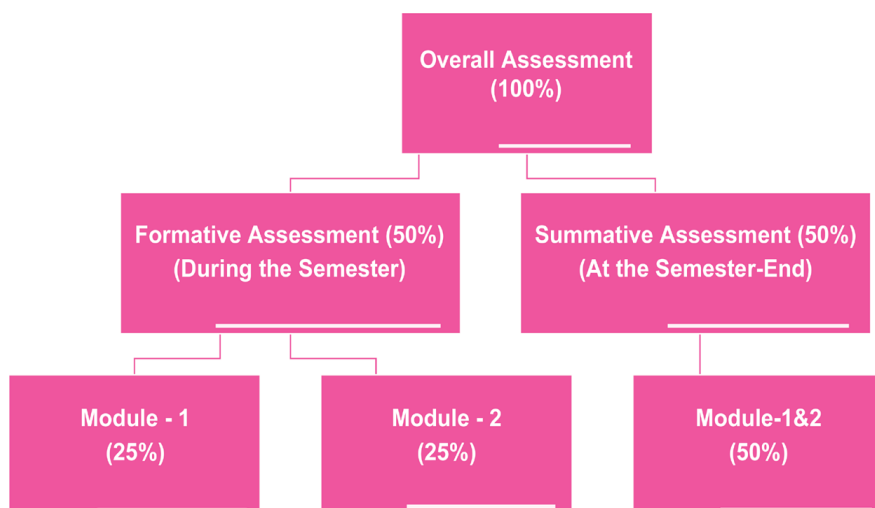 Overall Assessment
(100%)
Formative Assessment (50%)
(During the Semester)
Summative Assessment (50%)
(At the Semester-End)
Module - 1
(25%)
Module - 2
(25%)
Module-1&2
(50%)